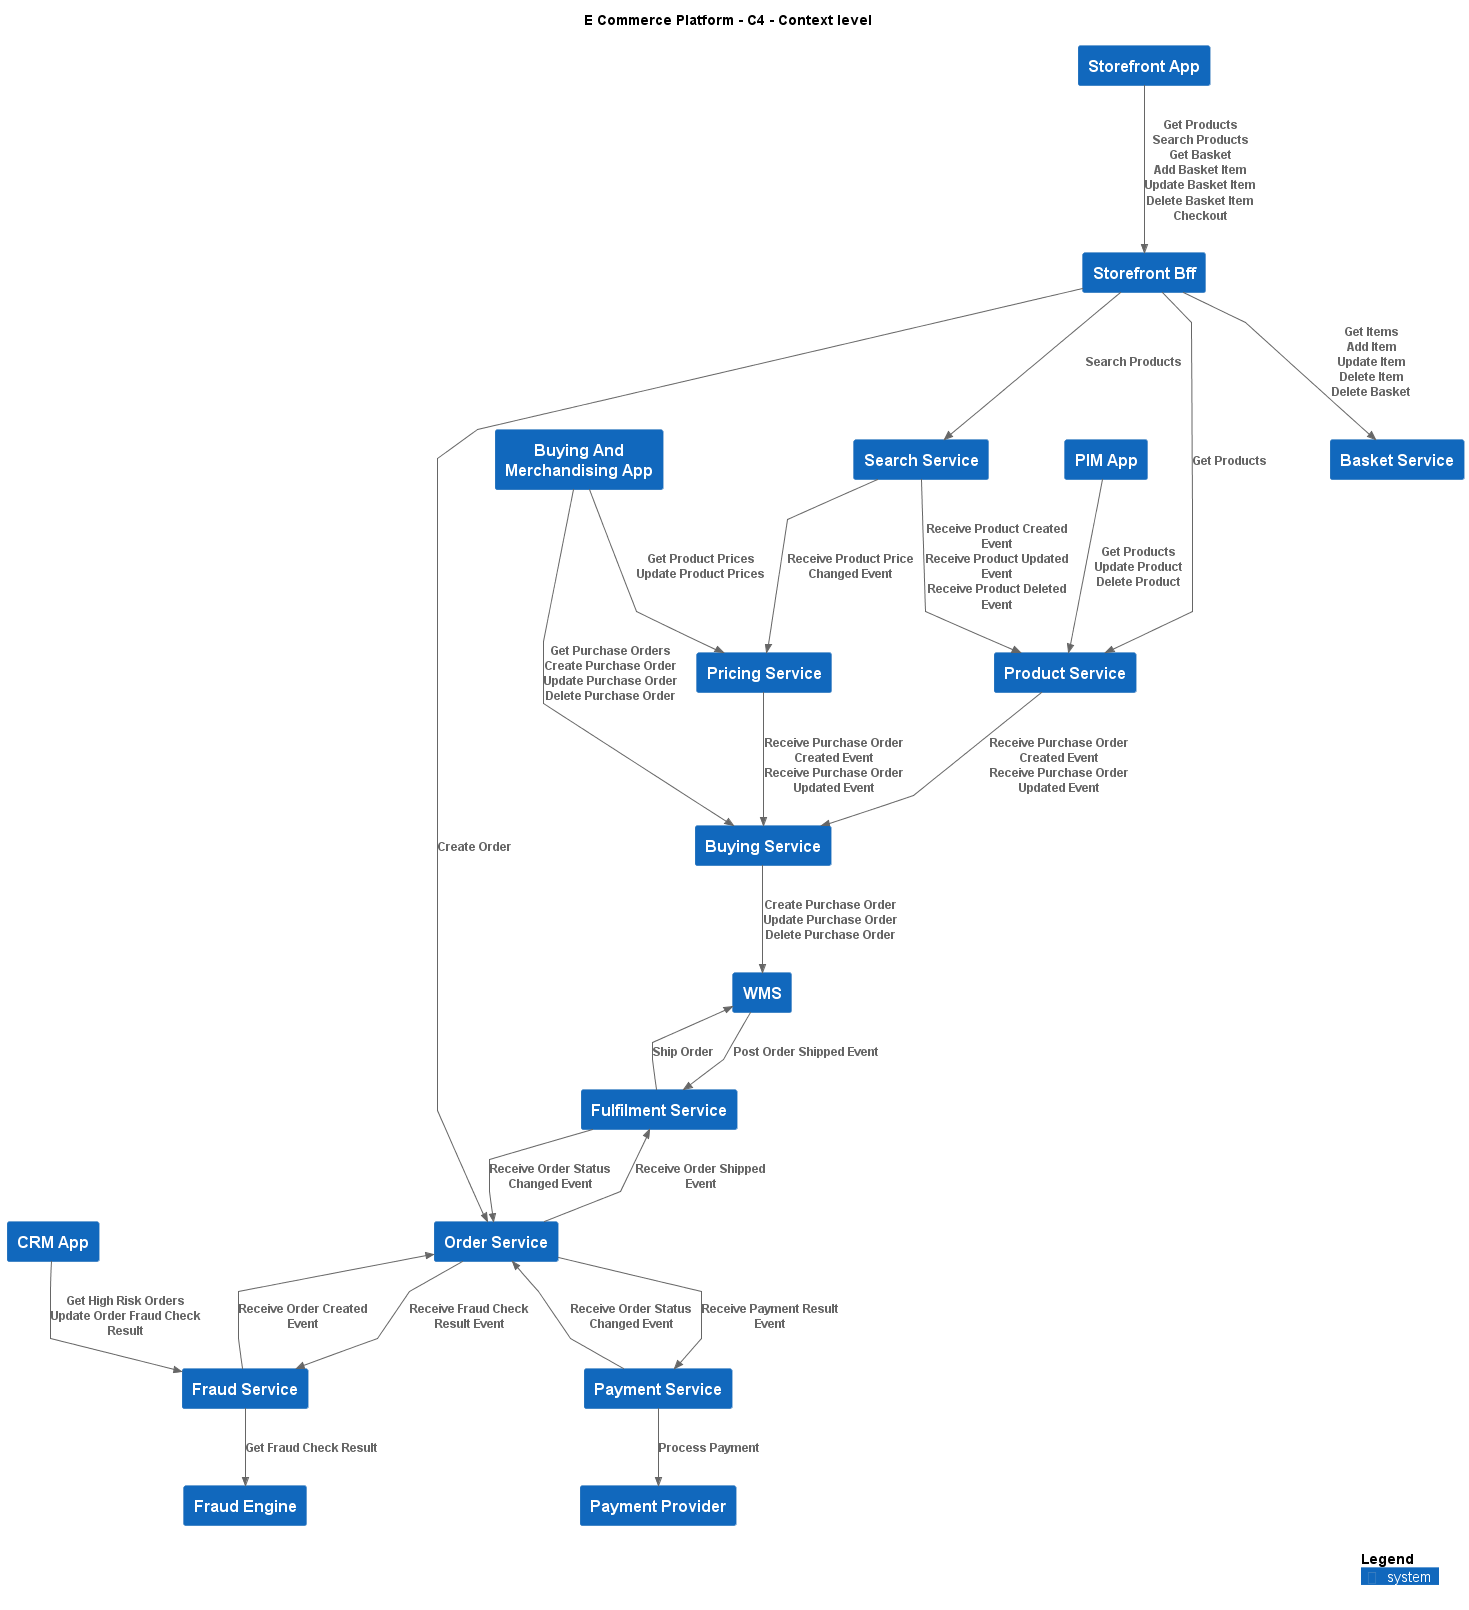 E Commerce Platform - C4 - Context level
Storefront App
Get Products
Search Products
Get Basket
Add Basket Item
Update Basket Item
Delete Basket Item
Checkout
Storefront Bff
Get Items
Add Item
Update Item
Delete Item
Delete Basket
Search Products
Buying And
Merchandising App
Search Service
PIM App
Get Products
Basket Service
Get Product Prices
Update Product Prices
Receive Product Price
Changed Event
Receive Product Created
Event
Receive Product Updated
Event
Receive Product Deleted
Event
Get Products
Update Product
Delete Product
Get Purchase Orders
Create Purchase Order
Update Purchase Order
Delete Purchase Order
Pricing Service
Product Service
Receive Purchase Order
Created Event
Receive Purchase Order
Updated Event
Receive Purchase Order
Created Event
Receive Purchase Order
Updated Event
Create Order
Buying Service
Create Purchase Order
Update Purchase Order
Delete Purchase Order
WMS
Ship Order
Post Order Shipped Event
Fulfilment Service
Receive Order Status
Changed Event
Receive Order Shipped
Event
CRM App
Order Service
Get High Risk Orders
Update Order Fraud Check
Result
Receive Order Created
Event
Receive Fraud Check
Result Event
Receive Order Status
Changed Event
Receive Payment Result
Event
Fraud Service
Payment Service
Get Fraud Check Result
Process Payment
Fraud Engine
Payment Provider
Legend
system